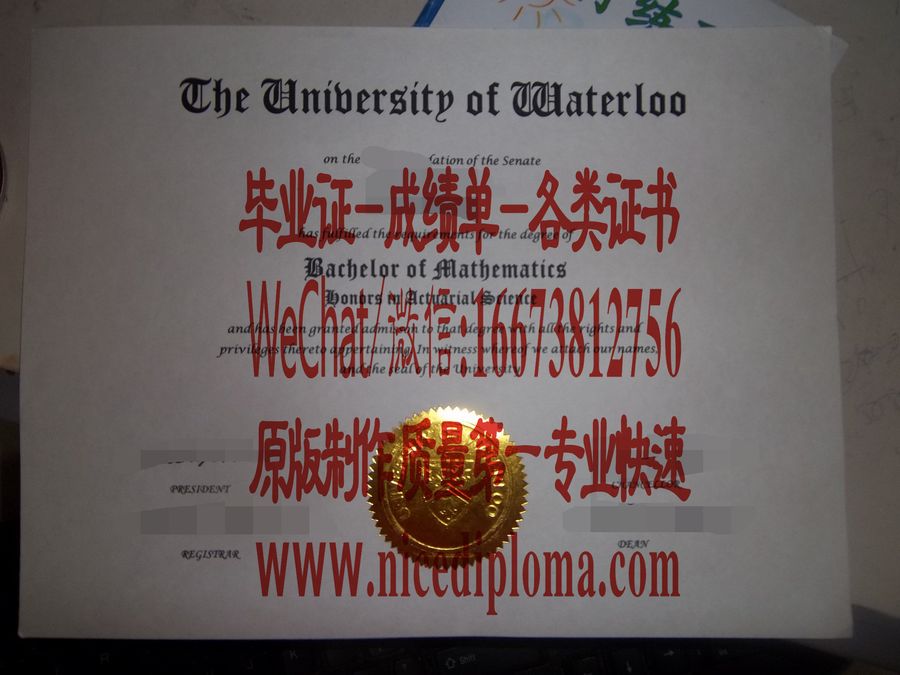 The University of Waterloo
on the dation of the Senate
毕业证-成绩单-各类证书
has fulfilled the requirements for the degree of
Bachelor of Mathematics
Honors in Actuarial Science
WeChat/微信:16673812756
and has been granted admisson to that degree with all the rights and
privileges thereto appertaining. In witness whereof we attach our names,
and the seal of the University
原版制作质量第一专业快速
PRESIDENT
CHANCELLOR
REGISTRAR
DEAN
www.nicediploma.com
Shift